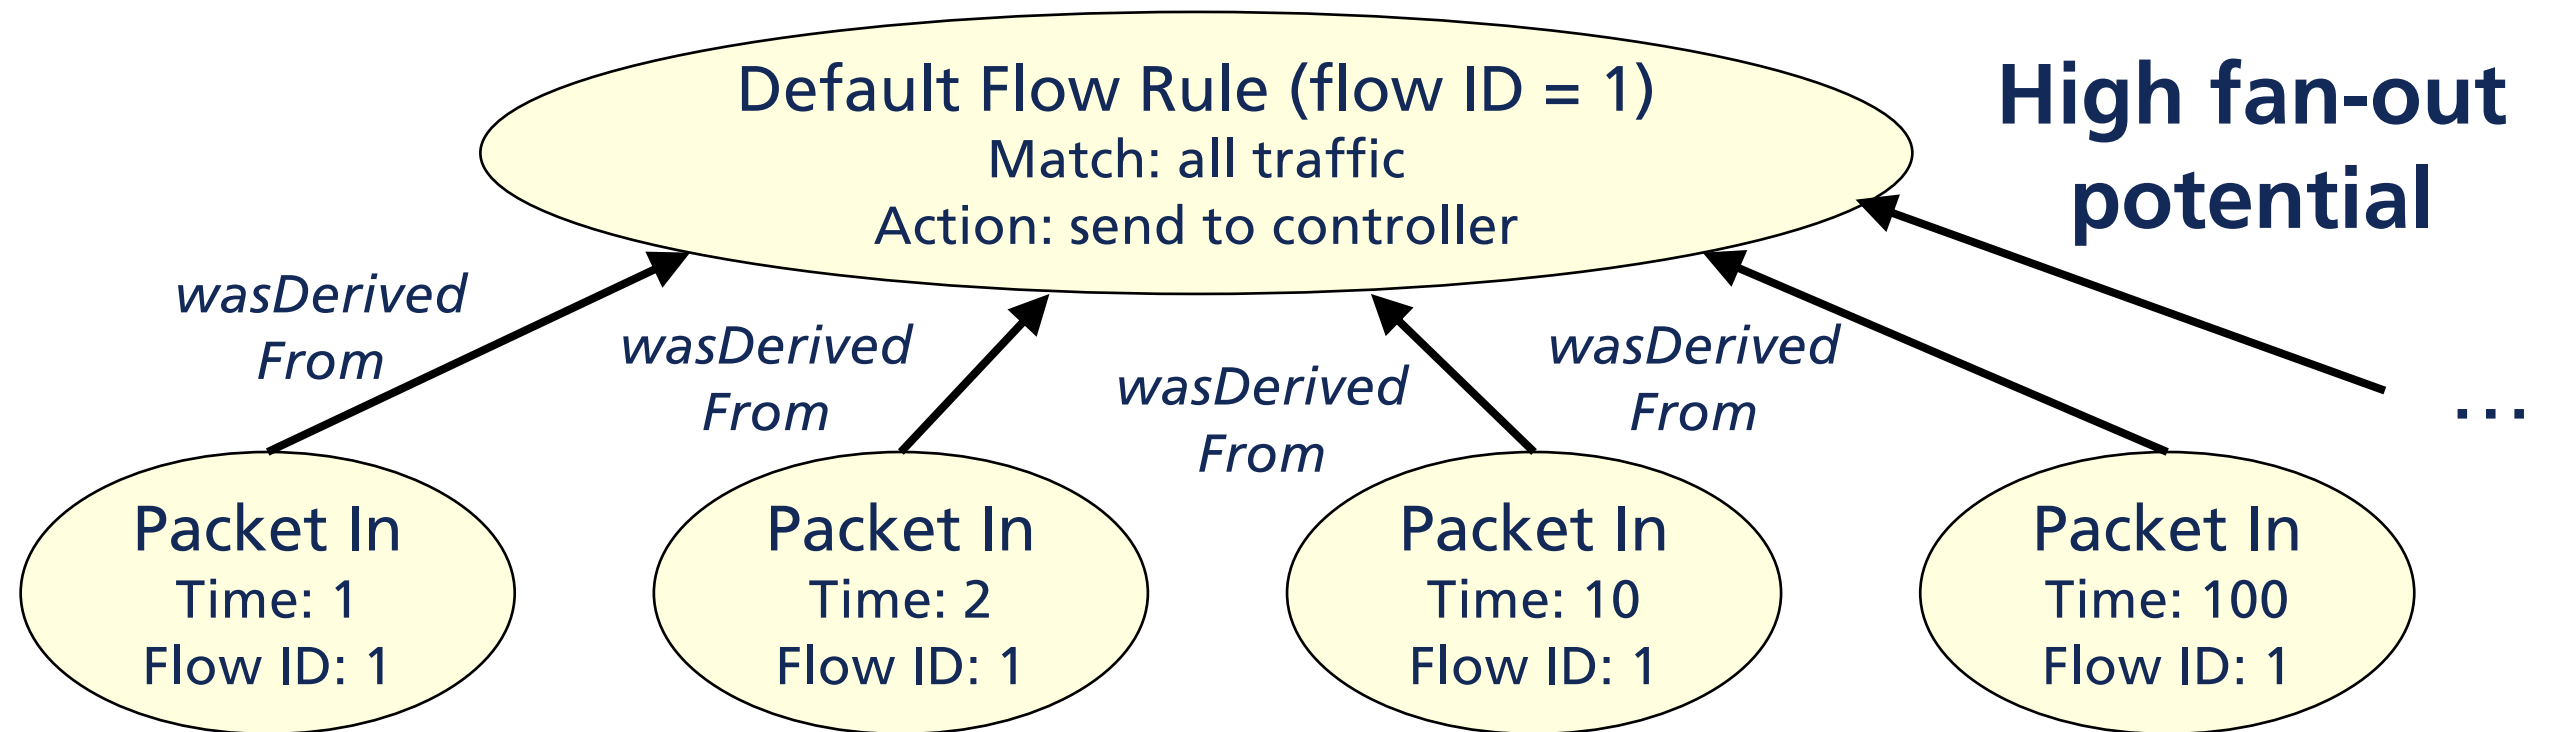 Default Flow Rule (flow ID = 1)
Match: all traffic
Action: send to controller
High fan-out
potential
wasDerived
From
wasDerived
From
wasDerived
From
wasDerived
From
...
Packet In
Time: 1
Flow ID: 1
Packet In
Time: 2
Flow ID: 1
Packet In
Time: 10
Flow ID: 1
Packet In
Time: 100
Flow ID: 1